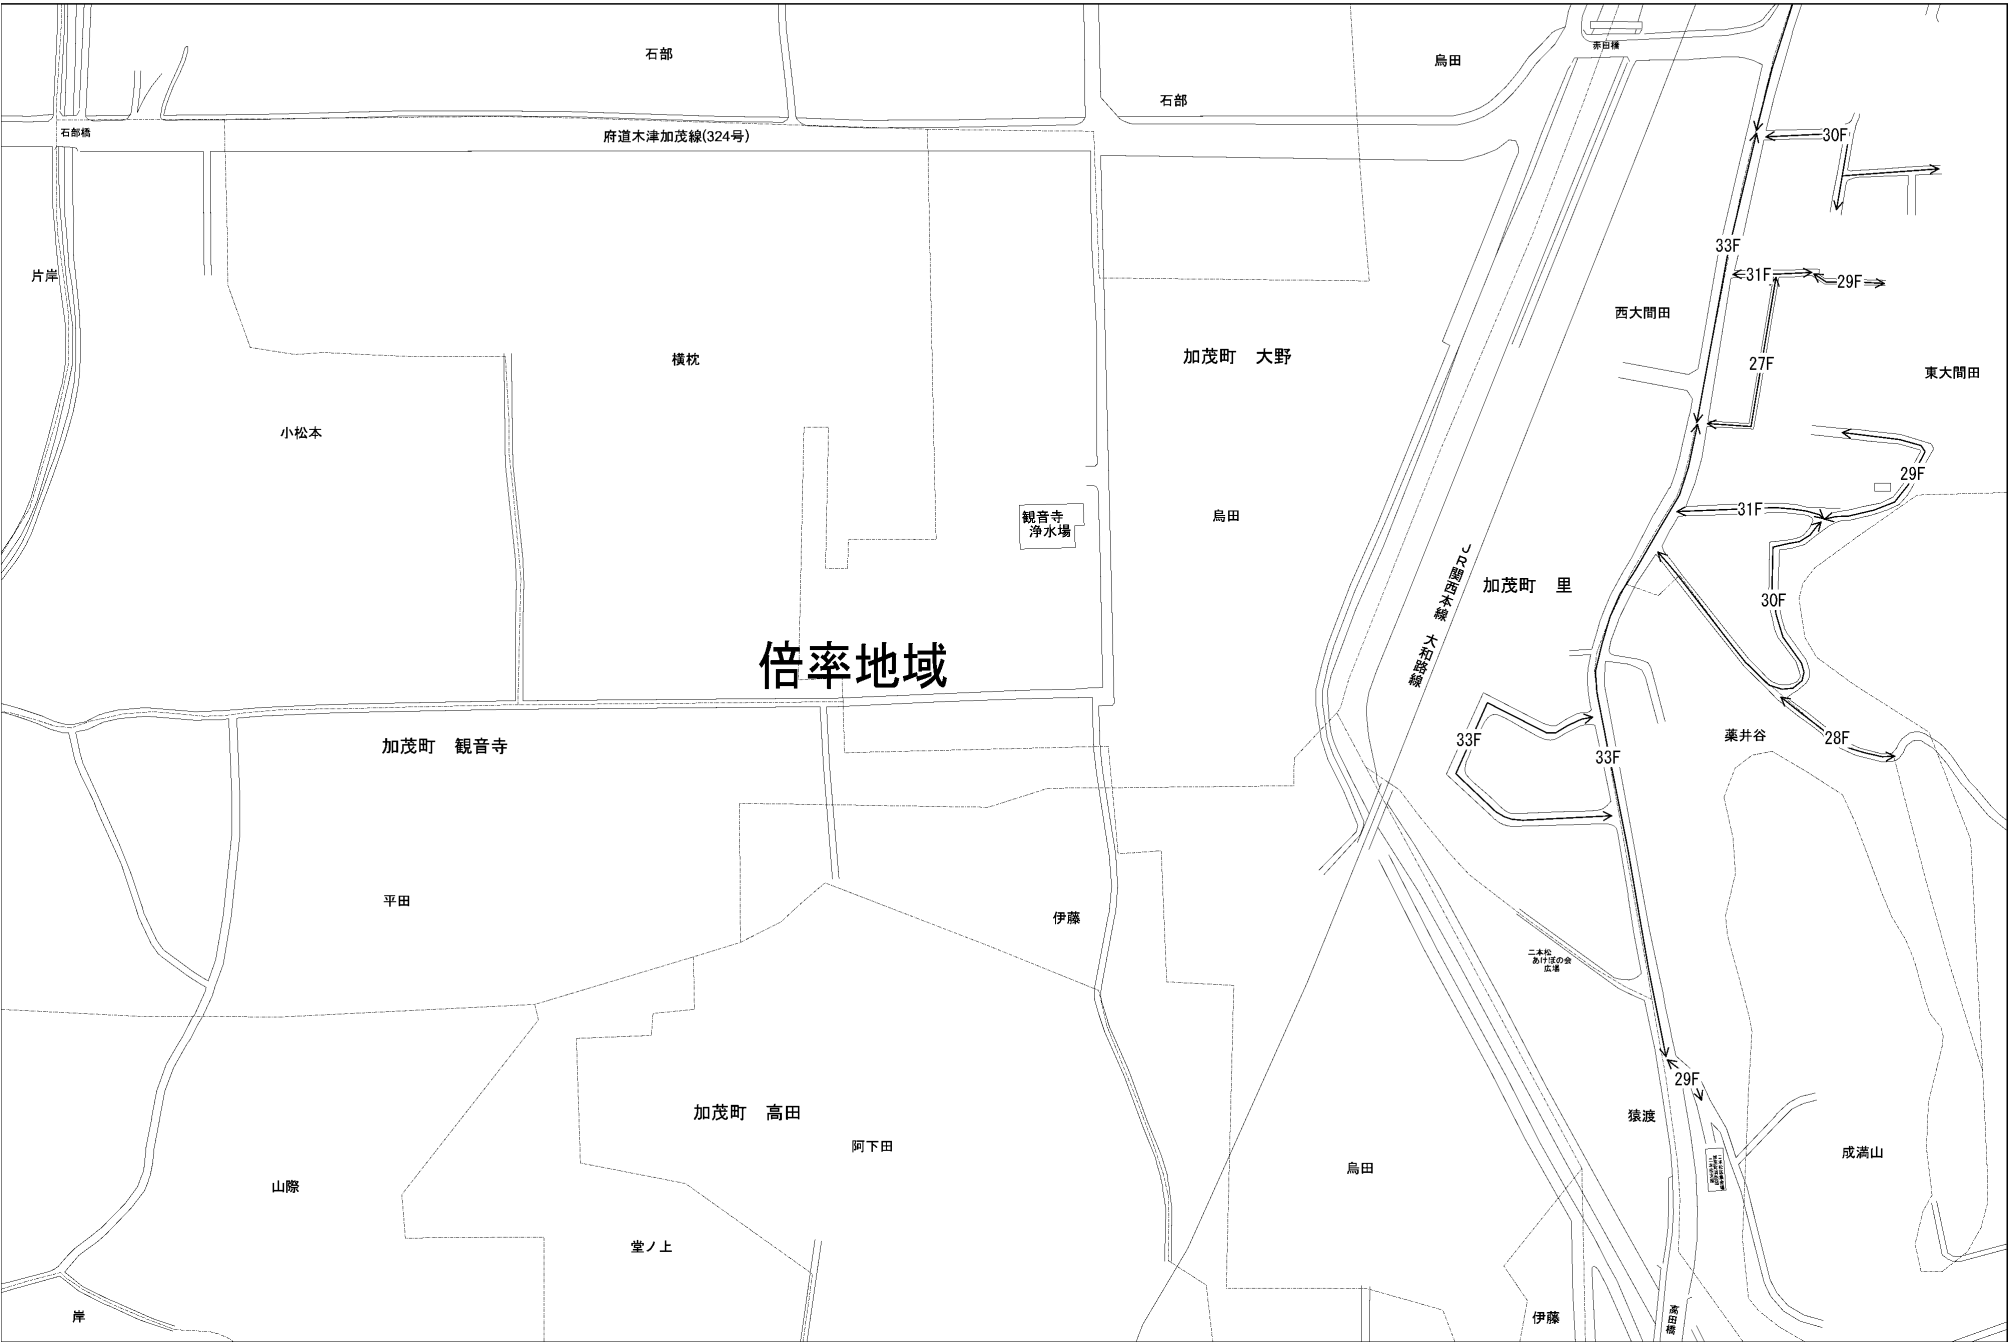 石部
烏田
赤田橋
石部
石部橋
府道木津加茂線(324号)
30F
33F
片岸
31F
29F
西大間田
横枕
加茂町 大野
27F
東大間田
小松本
29F
観音寺
浄水場
烏田
31F
JR関西本線 大和路線
加茂町 里
30F
倍率地域
加茂町 観音寺
33F
33F
薬井谷
28F
平田
伊藤
二本松
あけぼの会
広場
29F
加茂町 高田
猿渡
阿下田
成満山
烏田
山際
堂ノ上
岸
伊藤
高田橋